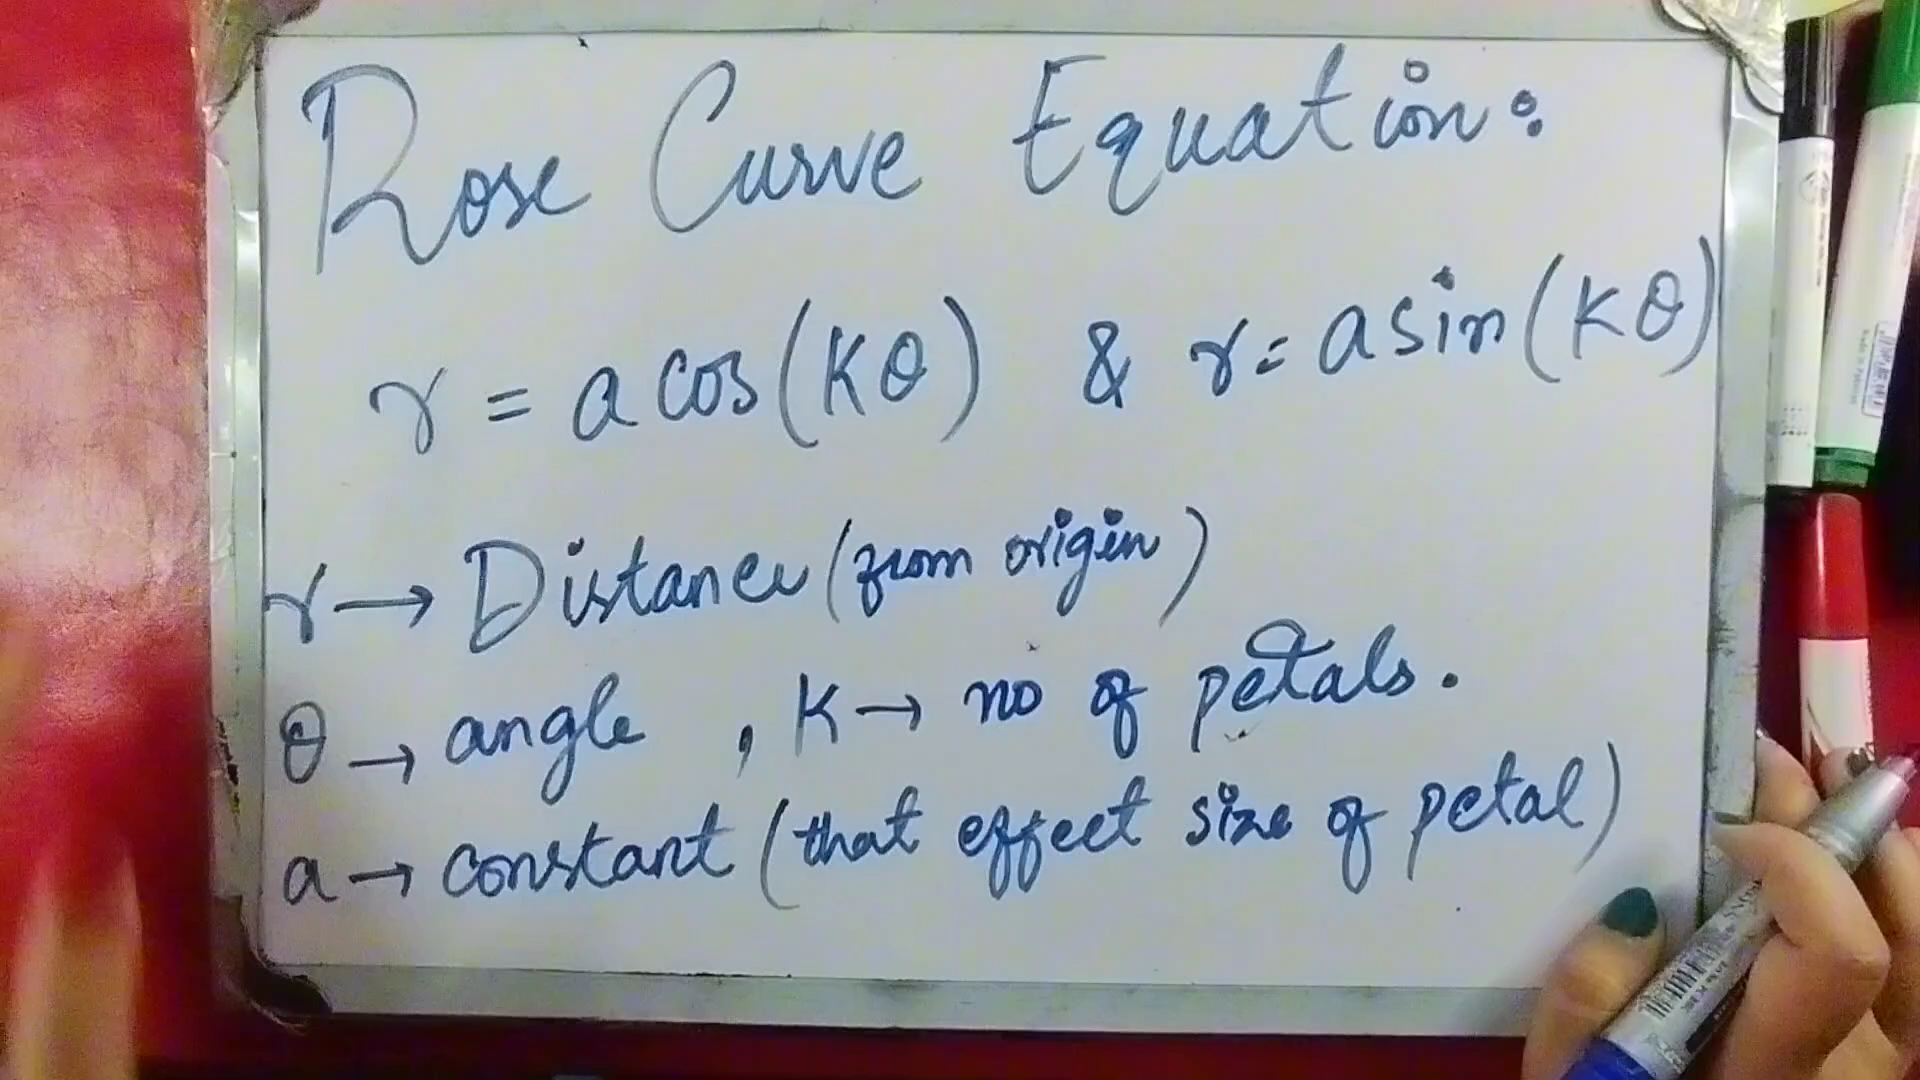 Rose Curve Equation:
r = a cos(Kθ) & r = a sin(Kθ)
r → Distance (from origin)
θ → angle , K → no of petals.
a → constant (that effect size of petal)